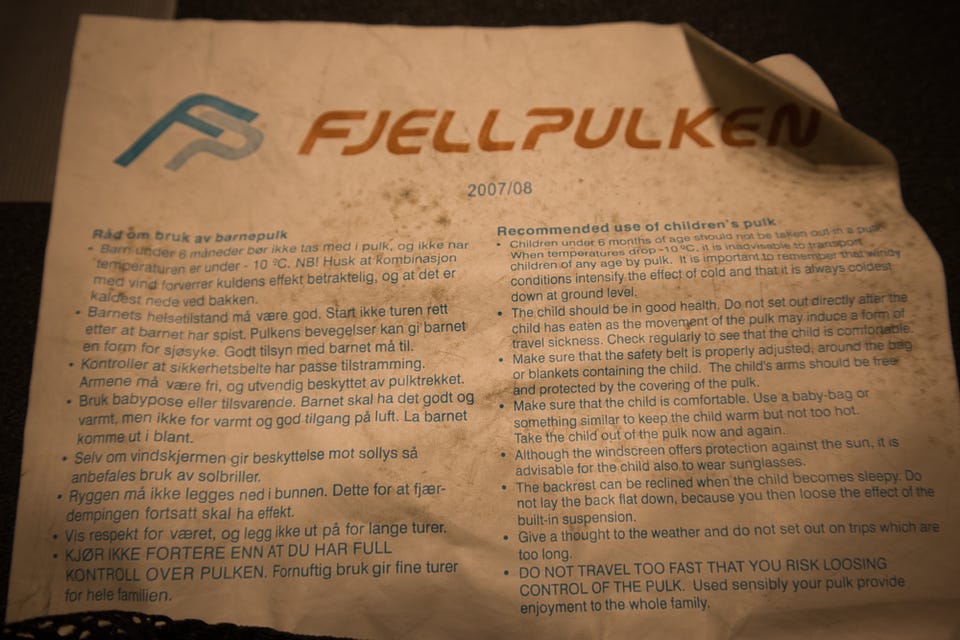 FP
FJELLPULKEN
2007/08
Råd om bruk av barnepulk
• Barn under 6 måneder bør ikke tas med i pulk, og ikke når
temperaturen er under - 10 °C. NB! Husk at kombinasjon
med vind forverrer kuldens effekt betraktelig, og at det er
kaldest nede ved bakken.
• Barnets helsetilstand må være god. Start ikke turen rett
etter at barnet har spist. Pulkens bevegelser kan gi barnet
en form for sjøsyke. Godt tilsyn med barnet må til.
• Kontroller at sikkerhetsbelte har passe tilstramming.
Armene må være fri, og utvendig beskyttet av pulktrekket.
• Bruk babypose eller tilsvarende. Barnet skal ha det godt og
varmt, men ikke for varmt og god tilgang på luft. La barnet
komme ut i blant.
• Selv om vindskjermen gir beskyttelse mot sollys så
anbefales bruk av solbriller.
• Ryggen må ikke legges ned i bunnen. Dette for at fjær-
dempingen fortsatt skal ha effekt.
• Vis respekt for været, og legg ikke ut på for lange turer.
• KJØR IKKE FORTERE ENN AT DU HAR FULL
KONTROLL OVER PULKEN. Fornuftig bruk gir fine turer
for hele familien.
Recommended use of children's pulk
• Children under 6 months of age should not be taken out in a pulk.
When temperatures drop -10 ºC, it is inadvisable to transport
children of any age by pulk. It is important to remember that windy
conditions intensify the effect of cold and that it is always coldest
down at ground level.
• The child should be in good health. Do not set out directly after the
child has eaten as the movement of the pulk may induce a form of
travel sickness. Check regularly to see that the child is comfortable.
• Make sure that the safety belt is properly adjusted, around the bag
or blankets containing the child. The child's arms should be free
and protected by the covering of the pulk.
• Make sure that the child is comfortable. Use a baby-bag or
something similar to keep the child warm but not too hot.
Take the child out of the pulk now and again.
• Although the windscreen offers protection against the sun, it is
advisable for the child also to wear sunglasses.
• The backrest can be reclined when the child becomes sleepy. Do
not lay the back flat down, because you then loose the effect of the
built-in suspension.
• Give a thought to the weather and do not set out on trips which are
too long.
• DO NOT TRAVEL TOO FAST THAT YOU RISK LOOSING
CONTROL OF THE PULK. Used sensibly your pulk provide
enjoyment to the whole family.